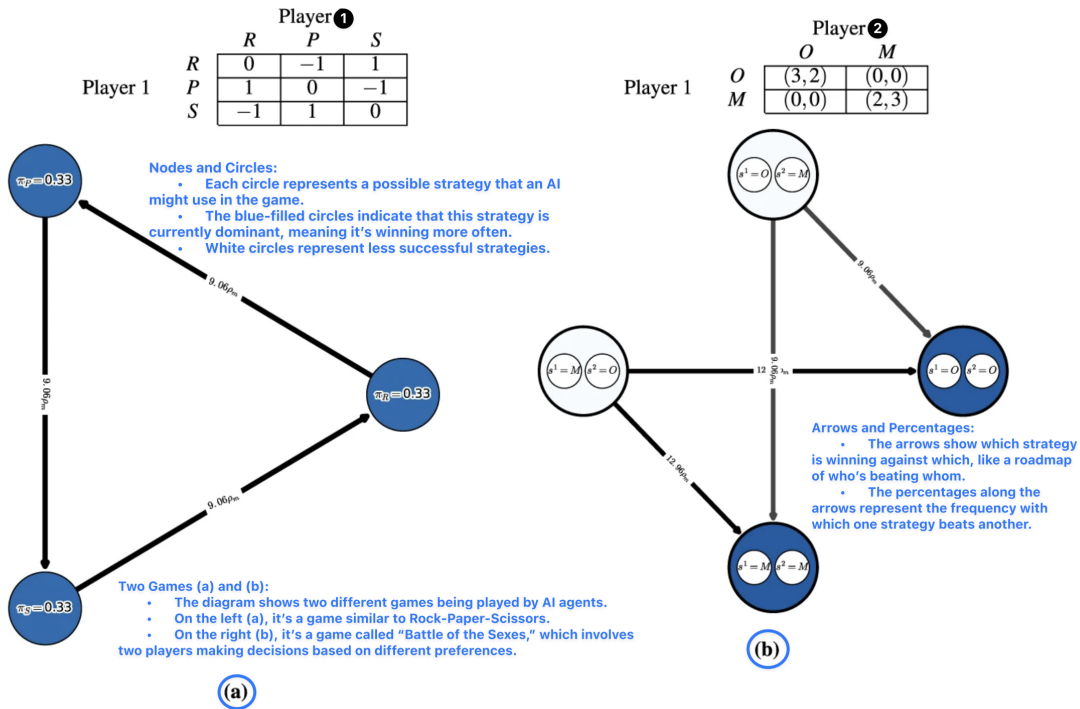 Player 1
R P S
R 0 −1 1
Player 1 P 1 0 −1
S −1 1 0
Player 2
O M
O (3,2) (0,0)
Player 1
M (0,0) (2,3)
πP=0.33
Nodes and Circles:
• Each circle represents a possible strategy that an AI
might use in the game.
• The blue-filled circles indicate that this strategy is
currently dominant, meaning it’s winning more often.
• White circles represent less successful strategies.
9.06ρm
9.06ρm
πR=0.33
9.06ρm
πS=0.33
Two Games (a) and (b):
• The diagram shows two different games being played by AI agents.
• On the left (a), it’s a game similar to Rock-Paper-Scissors.
• On the right (b), it’s a game called “Battle of the Sexes,” which involves
two players making decisions based on different preferences.
(a)
s¹=O s²=M
9.06ρm
9.06ρm
s¹=M s²=O
12
s¹=O s²=O
12.96ρm
Arrows and Percentages:
• The arrows show which strategy
is winning against which, like a roadmap
of who’s beating whom.
• The percentages along the
arrows represent the frequency with
which one strategy beats another.
s¹=M s²=M
(b)